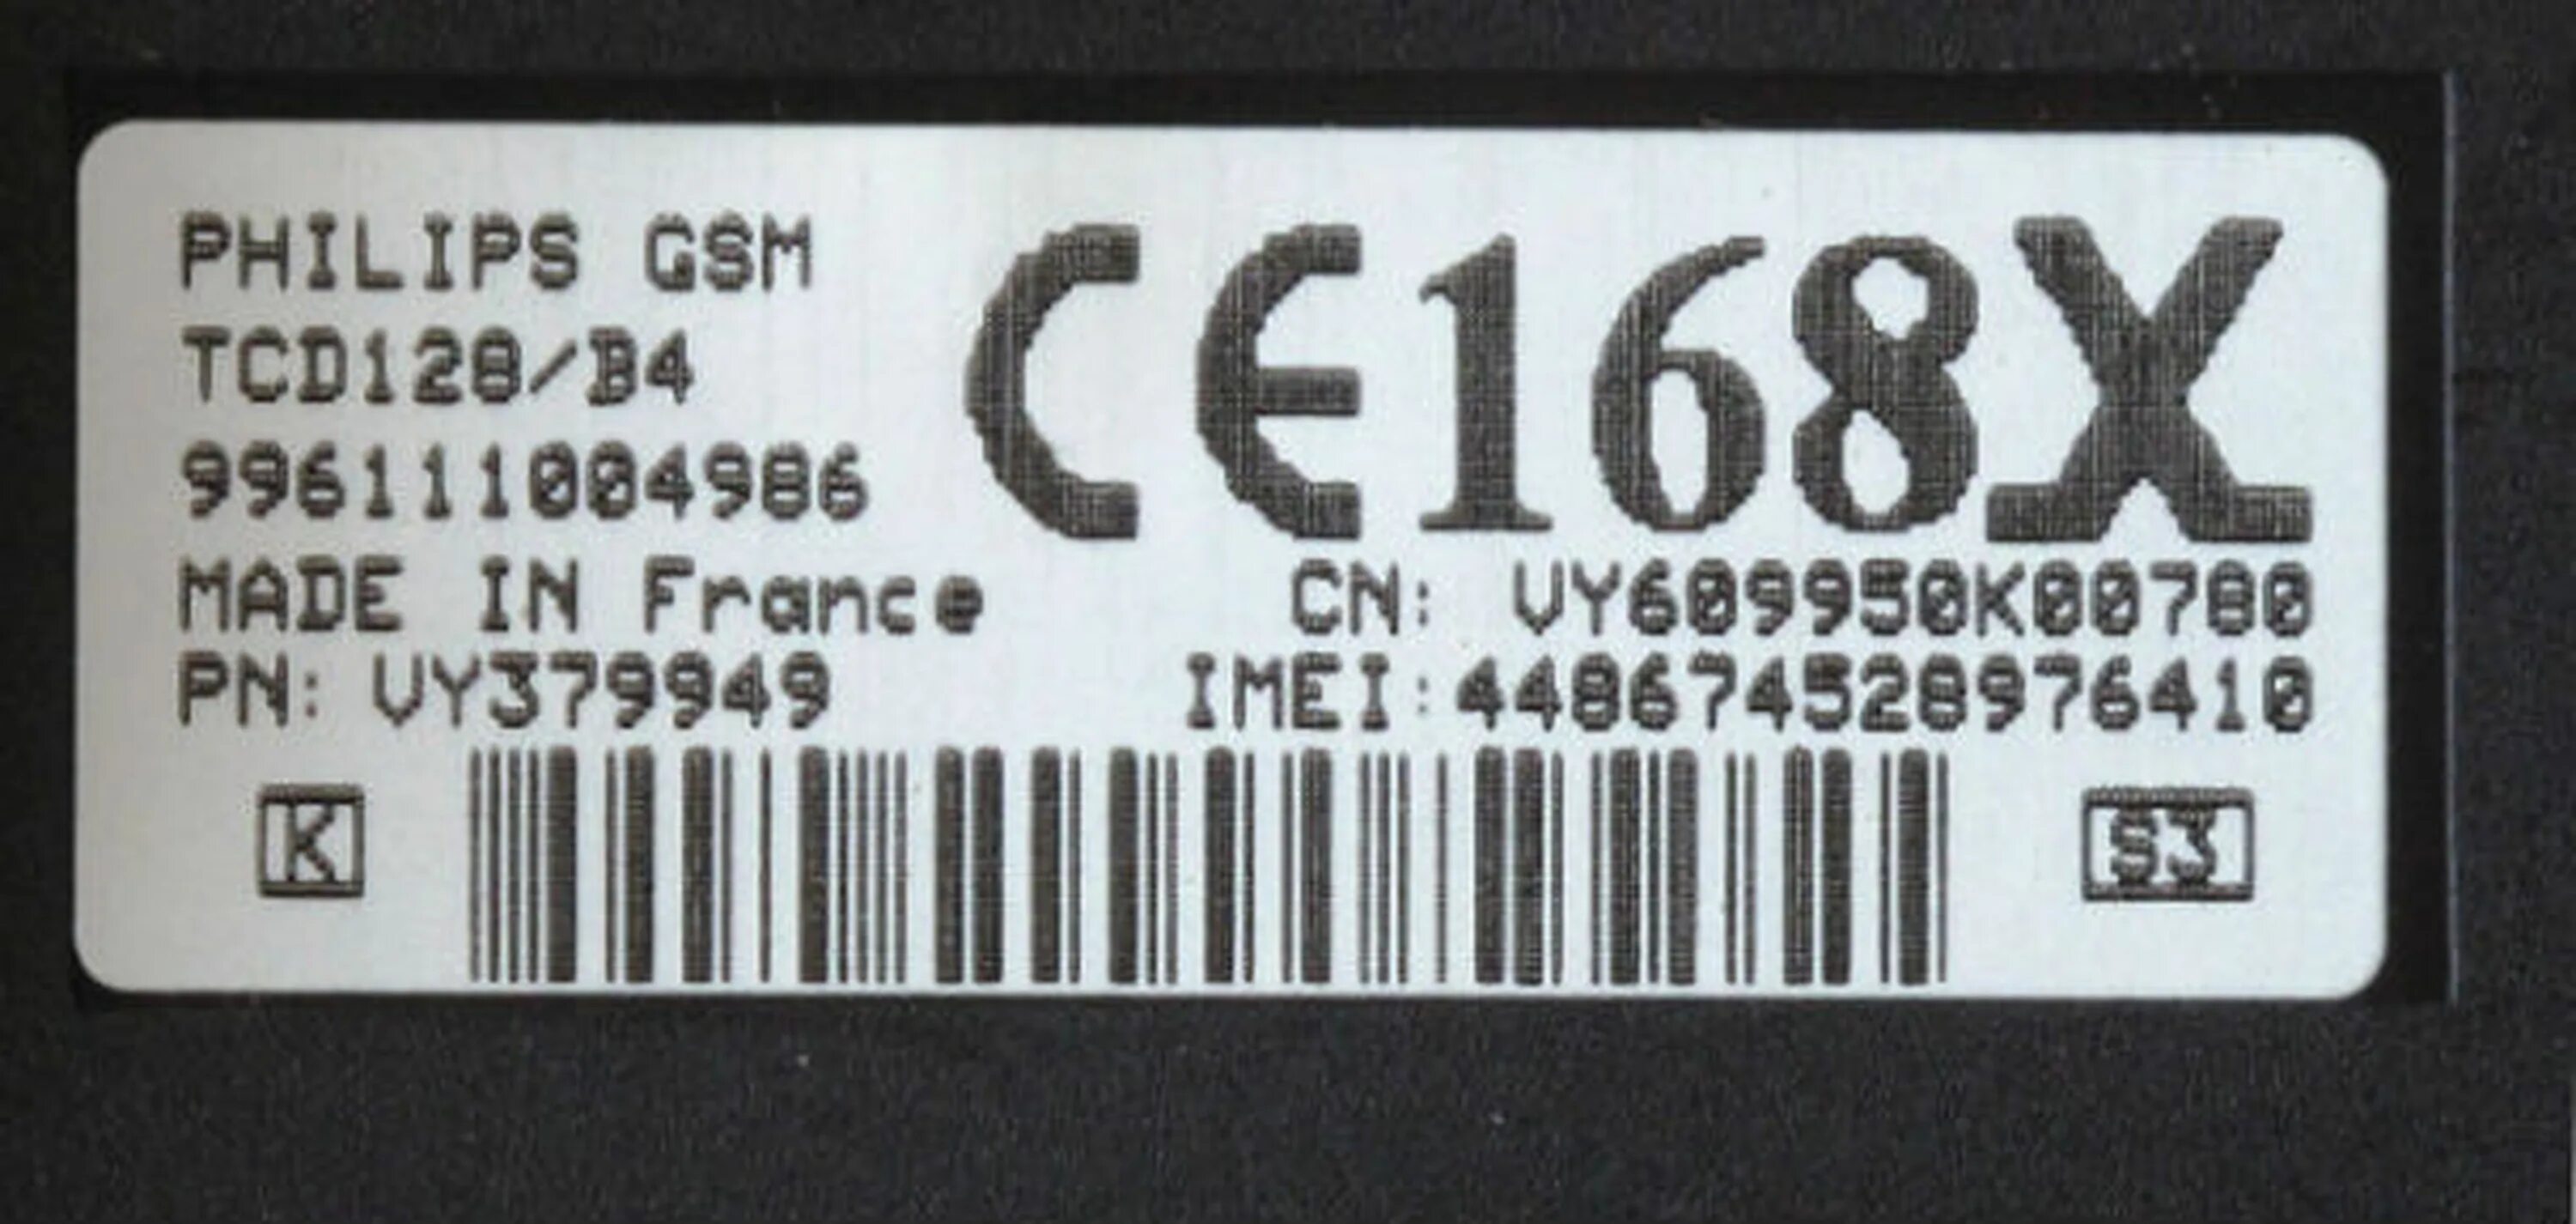 PHILIPS GSM
TCD128/B4
996111004986
MADE IN France
PN: VY379949
CE168X
CN: VY609950K00780
IMEI:448674528976410
K
S3